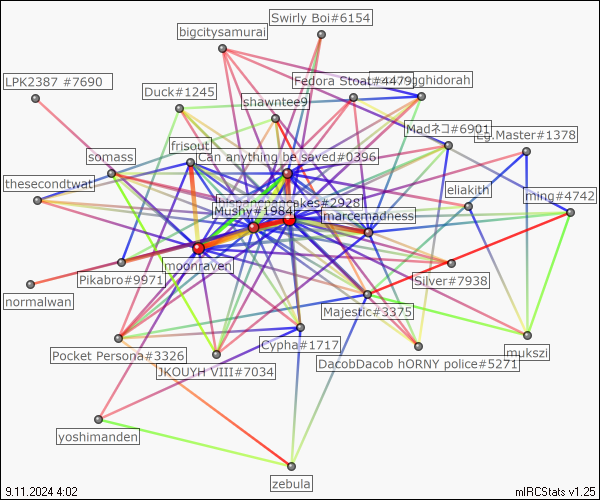 Swirly Boi#6154
bigcitysamurai
LPK2387 #7690
Fedora Stoat#4479
gghidorah
Duck#1245
shawntee9
Madネコ#6901
Eg.Master#1378
frisout
somass
Can anything be saved#0396
thesecondtwat
eliakith
ming#4742
hispanipancakes#2928
Mushy#1984
marcemadness
moonraven
Pikabro#9971
Silver#7938
normalwan
Majestic#3375
Cypha#1717
mukszi
Pocket Persona#3326
DacobDacob hORNY police#5271
JKOUYH VIII#7034
yoshimanden
zebula
9.11.2024 4:02
mIRCStats v1.25